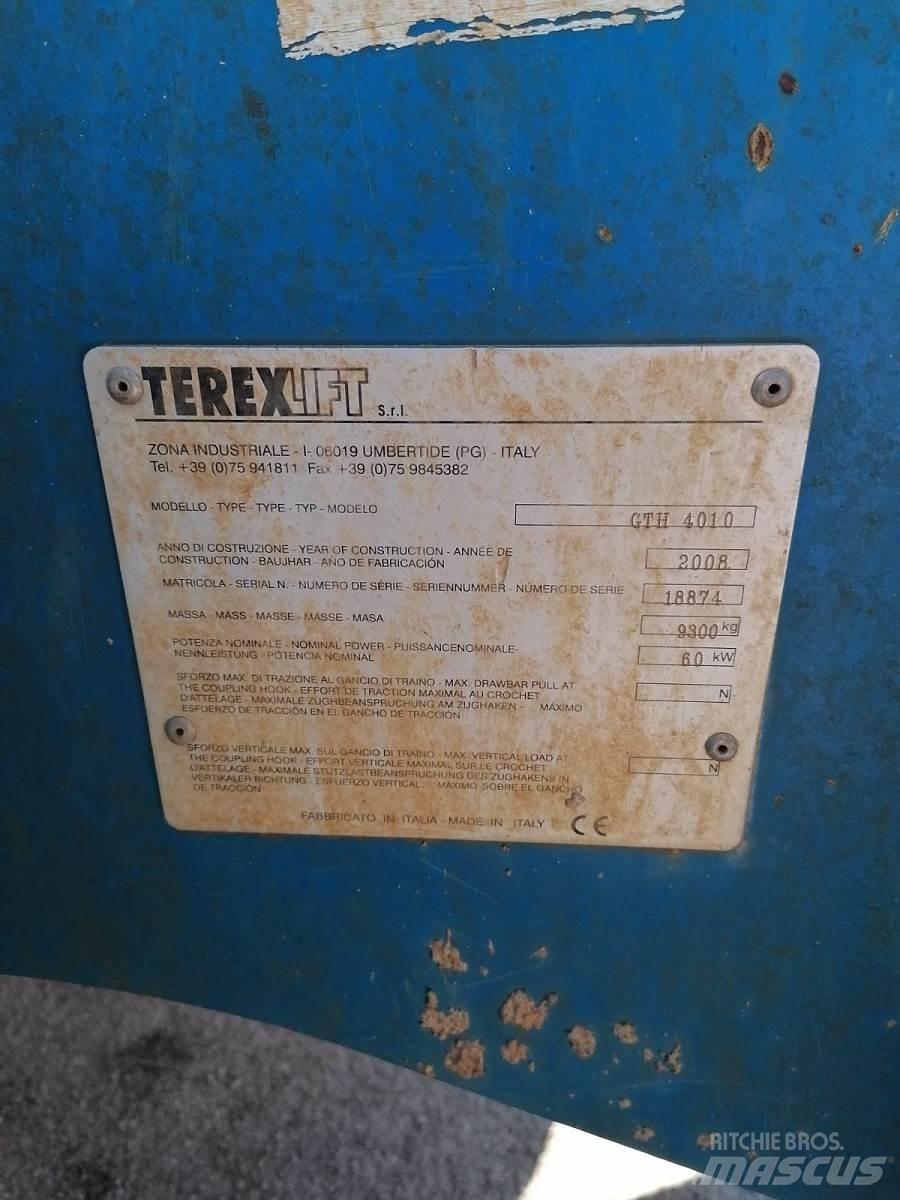 TEREXLIFT S.r.l.
ZONA INDUSTRIALE - I- 06019 UMBERTIDE (PG) - ITALY
Tel. +39 (0)75 941811 Fax +39 (0)75 9845382
MODELLO - TYPE - TYPE - TYP - MODELO GTH 4010
ANNO DI COSTRUZIONE - YEAR OF CONSTRUCTION - ANNÉE DE
CONSTRUCTION - BAUJHAR - AÑO DE FABRICACIÓN 2008
MATRICOLA - SERIAL N. - NUMERO DE SÉRIE - SERIENNUMMER - NÚMERO DE SERIE 18874
MASSA - MASS - MASSE - MASSE - MASA 9300 kg
POTENZA NOMINALE - NOMINAL POWER - PUISSANCENOMINALE-
NENNLEISTUNG - POTENCIA NOMINAL 60 kW
SFORZO MAX. DI TRAZIONE AL GANCIO DI TRAINO - MAX. DRAWBAR PULL AT
THE COUPLING HOOK - EFFORT DE TRACTION MAXIMAL AU CROCHET
D'ATTELAGE - MAXIMALE ZUGHBEANSPRUCHUNG AM ZUGHAKEN - MÁXIMO
ESFUERZO DE TRACCIÓN EN EL GANCHO DE TRACCIÓN N
SFORZO VERTICALE MAX. SUL GANCIO DI TRAINO - MAX. VERTICAL LOAD AT
THE COUPLING HOOK - EFFORT VERTICALE MAXIMAL SUR LE CROCHET
D'ATTELAGE - MAXIMALE STÜTZLASTBEANSPRUCHUNG DES ZUGHAKENS IN
VERTIKALER RICHTUNG - ESFUERZO VERTICAL MÁXIMO SOBRE EL GANCHO
DE TRACCIÓN N
FABBRICATO IN ITALIA - MADE IN ITALY CE
RITCHIE BROS.
MASCUS